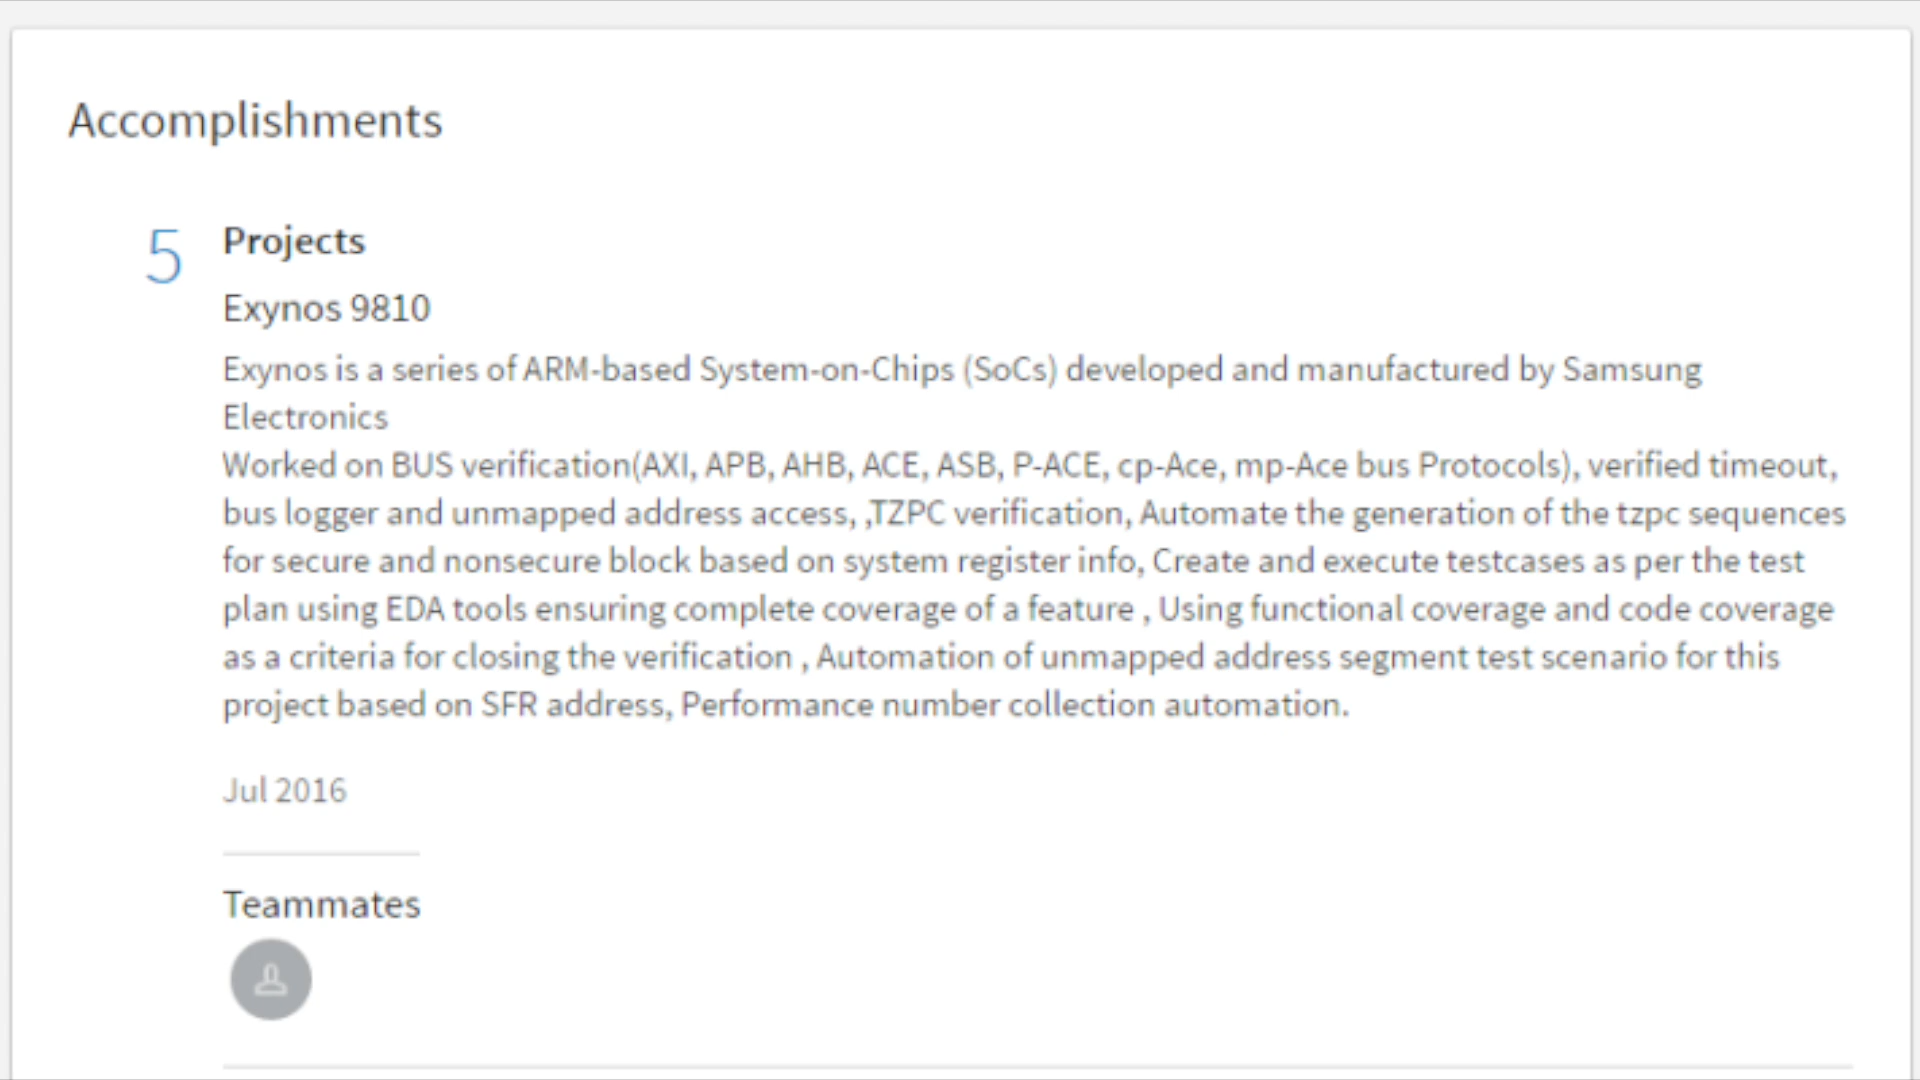 Accomplishments
5
Projects
Exynos 9810
Exynos is a series of ARM-based System-on-Chips (SoCs) developed and manufactured by Samsung
Electronics
Worked on BUS verification(AXI, APB, AHB, ACE, ASB, P-ACE, cp-Ace, mp-Ace bus Protocols), verified timeout,
bus logger and unmapped address access, ,TZPC verification, Automate the generation of the tzpc sequences
for secure and nonsecure block based on system register info, Create and execute testcases as per the test
plan using EDA tools ensuring complete coverage of a feature , Using functional coverage and code coverage
as a criteria for closing the verification , Automation of unmapped address segment test scenario for this
project based on SFR address, Performance number collection automation.
Jul 2016
Teammates